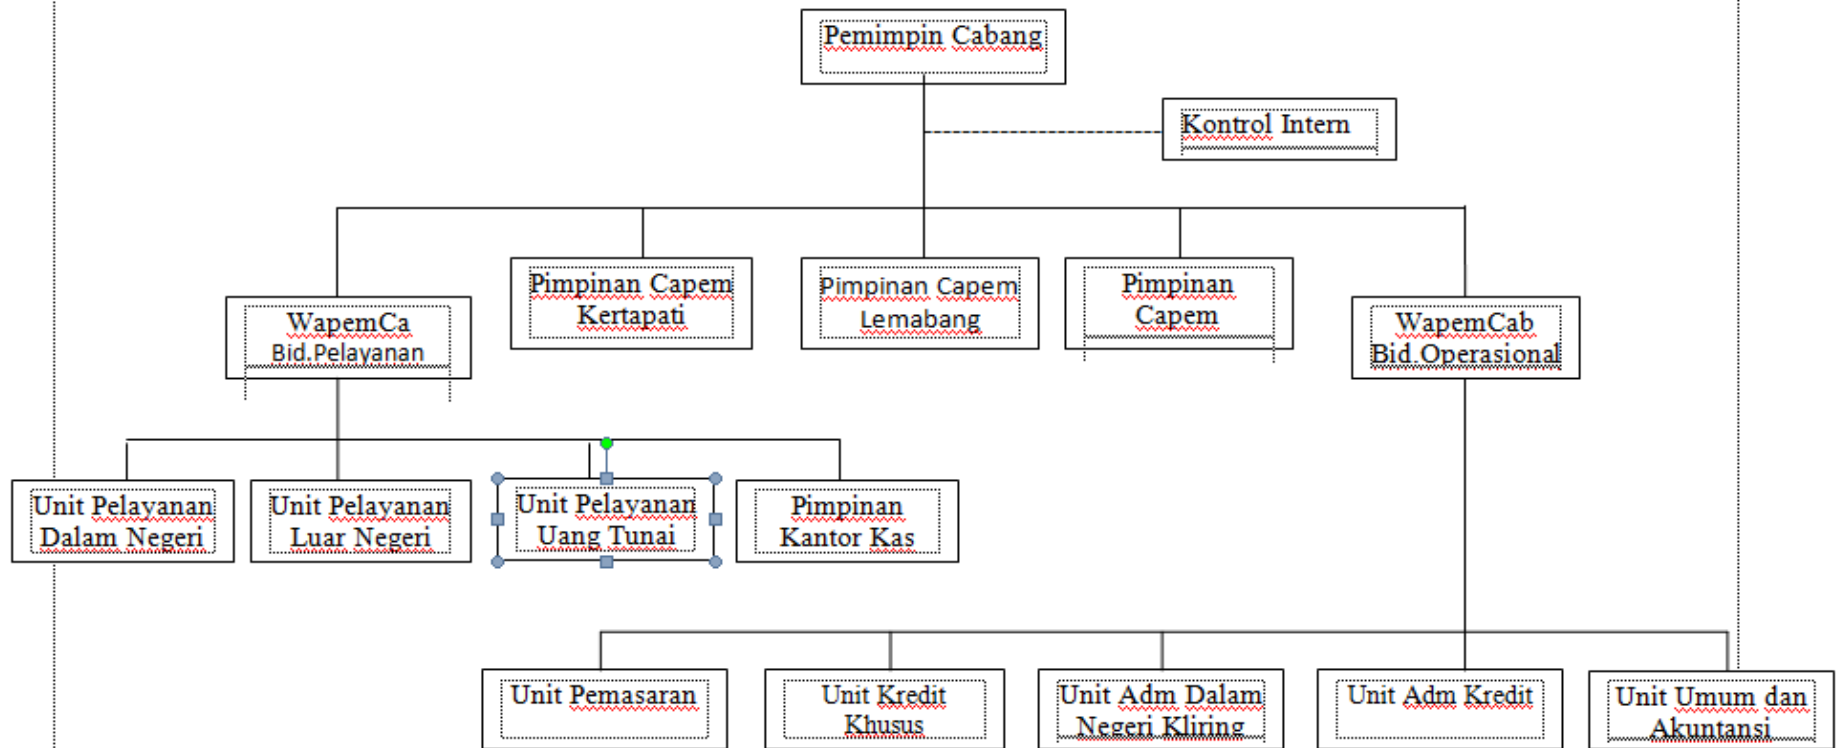 Pemimpin Cabang
Kontrol Intern
Pimpinan Capem
Kertapati
Pimpinan Capem
Lemabang
Pimpinan
Capem
WapemCa
Bid.Pelayanan
WapemCab
Bid.Operasional
Unit Pelayanan
Dalam Negeri
Unit Pelayanan
Luar Negeri
Unit Pelayanan
Uang Tunai
Pimpinan
Kantor Kas
Unit Pemasaran
Unit Kredit
Khusus
Unit Adm Dalam
Negeri Kliring
Unit Adm Kredit
Unit Umum dan
Akuntansi